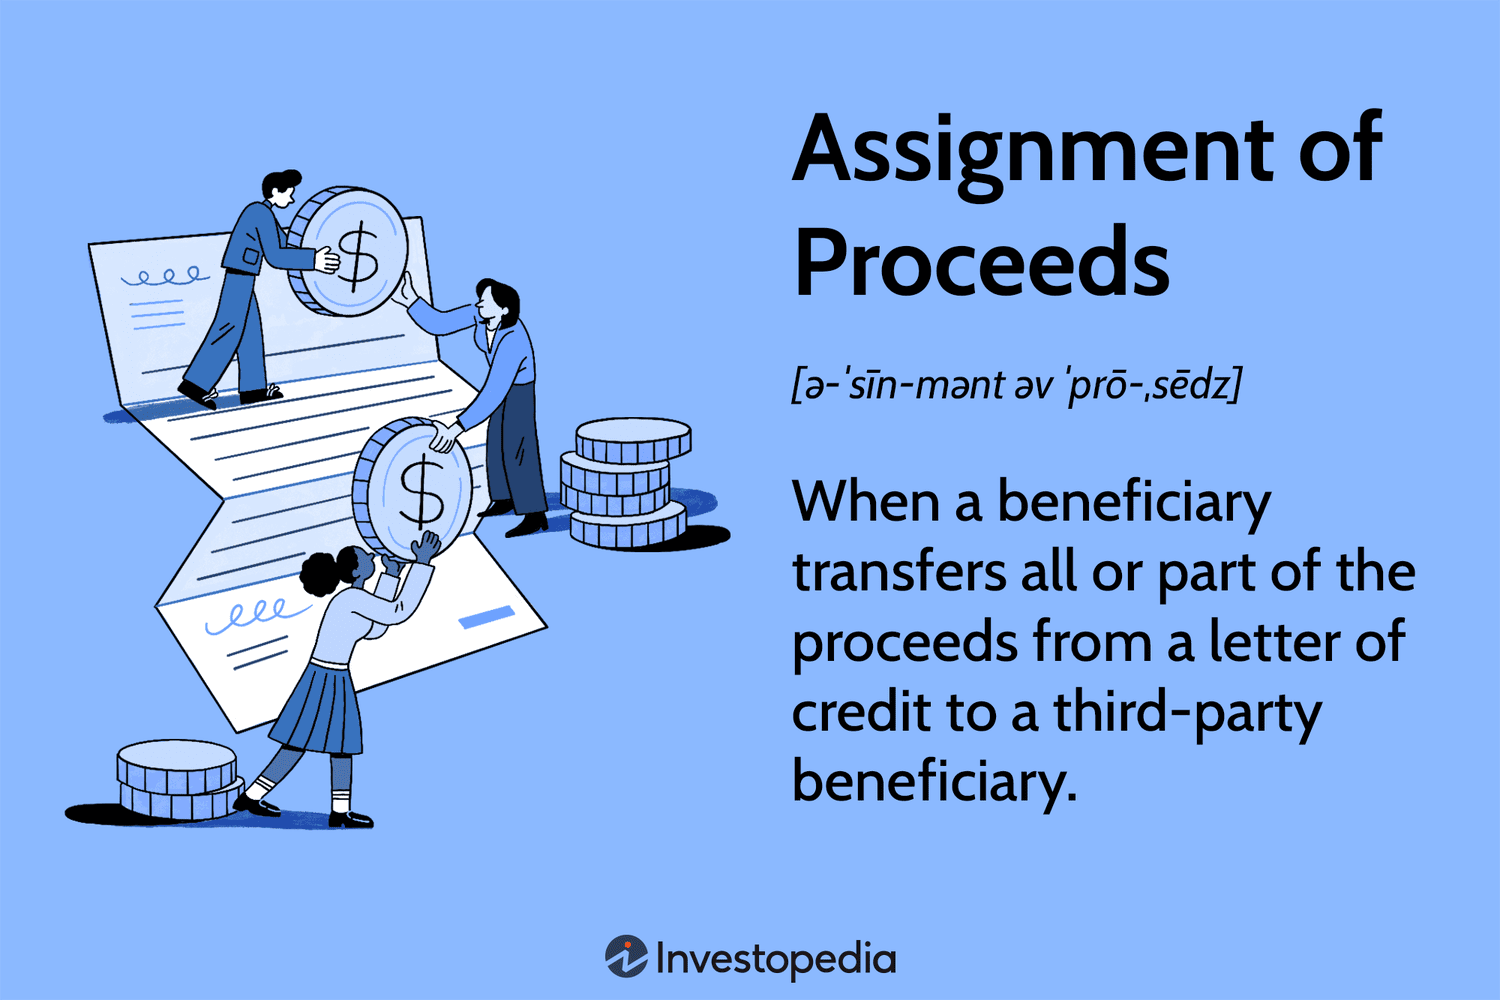 Assignment of
Proceeds
[ə-ˈsīn-mənt əv ˈprō-ˌsēdz]
When a beneficiary
transfers all or part of the
proceeds from a letter of
credit to a third-party
beneficiary.
$
$
Investopedia